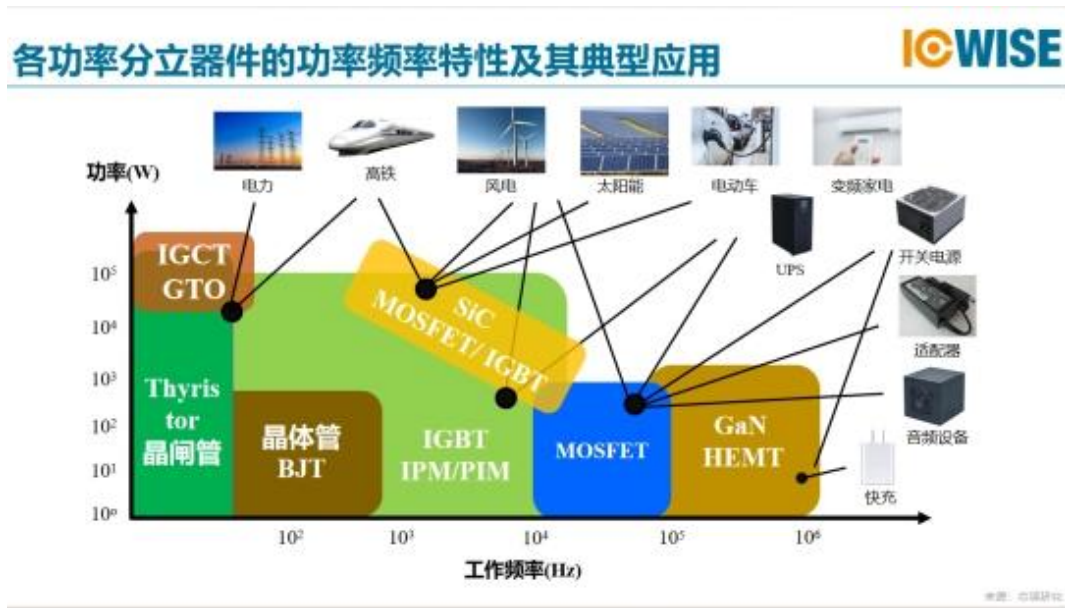 各功率分立器件的功率频率特性及其典型应用
ICWISE
功率(W)
电力
高铁
风电
太阳能
电动车
变频家电
UPS
开关电源
适配器
音频设备
快充
IGCT
GTO
SiC
MOSFET/ IGBT
Thyris
tor
晶闸管
晶体管
BJT
IGBT
IPM/PIM
MOSFET
GaN
HEMT
10⁵
10⁴
10³
10²
10¹
10⁰
10²
10³
10⁴
10⁵
10⁶
工作频率(Hz)